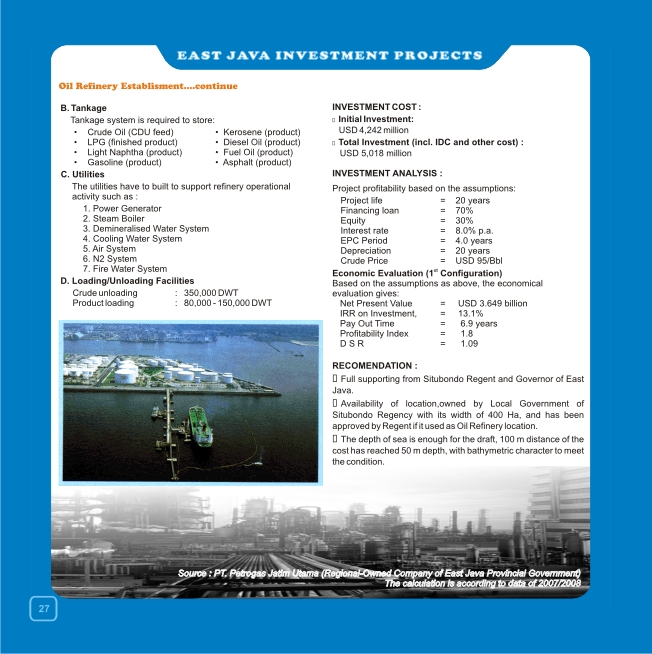 EAST JAVA INVESTMENT PROJECTS
Oil Refinery Establisment....continue
B. Tankage
Tankage system is required to store:
• Crude Oil (CDU feed)
• LPG (finished product)
• Light Naphtha (product)
• Gasoline (product)
• Kerosene (product)
• Diesel Oil (product)
• Fuel Oil (product)
• Asphalt (product)
C. Utilities
The utilities have to built to support refinery operational
activity such as :
1. Power Generator
2. Steam Boiler
3. Demineralised Water System
4. Cooling Water System
5. Air System
6. N2 System
7. Fire Water System
D. Loading/Unloading Facilities
Crude unloading : 350,000 DWT
Product loading : 80,000 - 150,000 DWT
INVESTMENT COST :
Initial Investment:
USD 4,242 million
Total Investment (incl. IDC and other cost) :
USD 5,018 million
INVESTMENT ANALYSIS :
Project profitability based on the assumptions:
Project life = 20 years
Financing loan = 70%
Equity = 30%
Interest rate = 8.0% p.a.
EPC Period = 4.0 years
Depreciation = 20 years
Crude Price = USD 95/Bbl
Economic Evaluation (1st Configuration)
Based on the assumptions as above, the economical
evaluation gives:
Net Present Value = USD 3.649 billion
IRR on Investment, = 13.1%
Pay Out Time = 6.9 years
Profitability Index = 1.8
D S R = 1.09
RECOMENDATION :
Full supporting from Situbondo Regent and Governor of East
Java.
Availability of location,owned by Local Government of
Situbondo Regency with its width of 400 Ha, and has been
approved by Regent if it used as Oil Refinery location.
The depth of sea is enough for the draft, 100 m distance of the
cost has reached 50 m depth, with bathymetric character to meet
the condition.
Source : PT. Petrogas Jatim Utama (Regional-Owned Company of East Java Provincial Government)
The calculation is according to data of 2007/2008
27